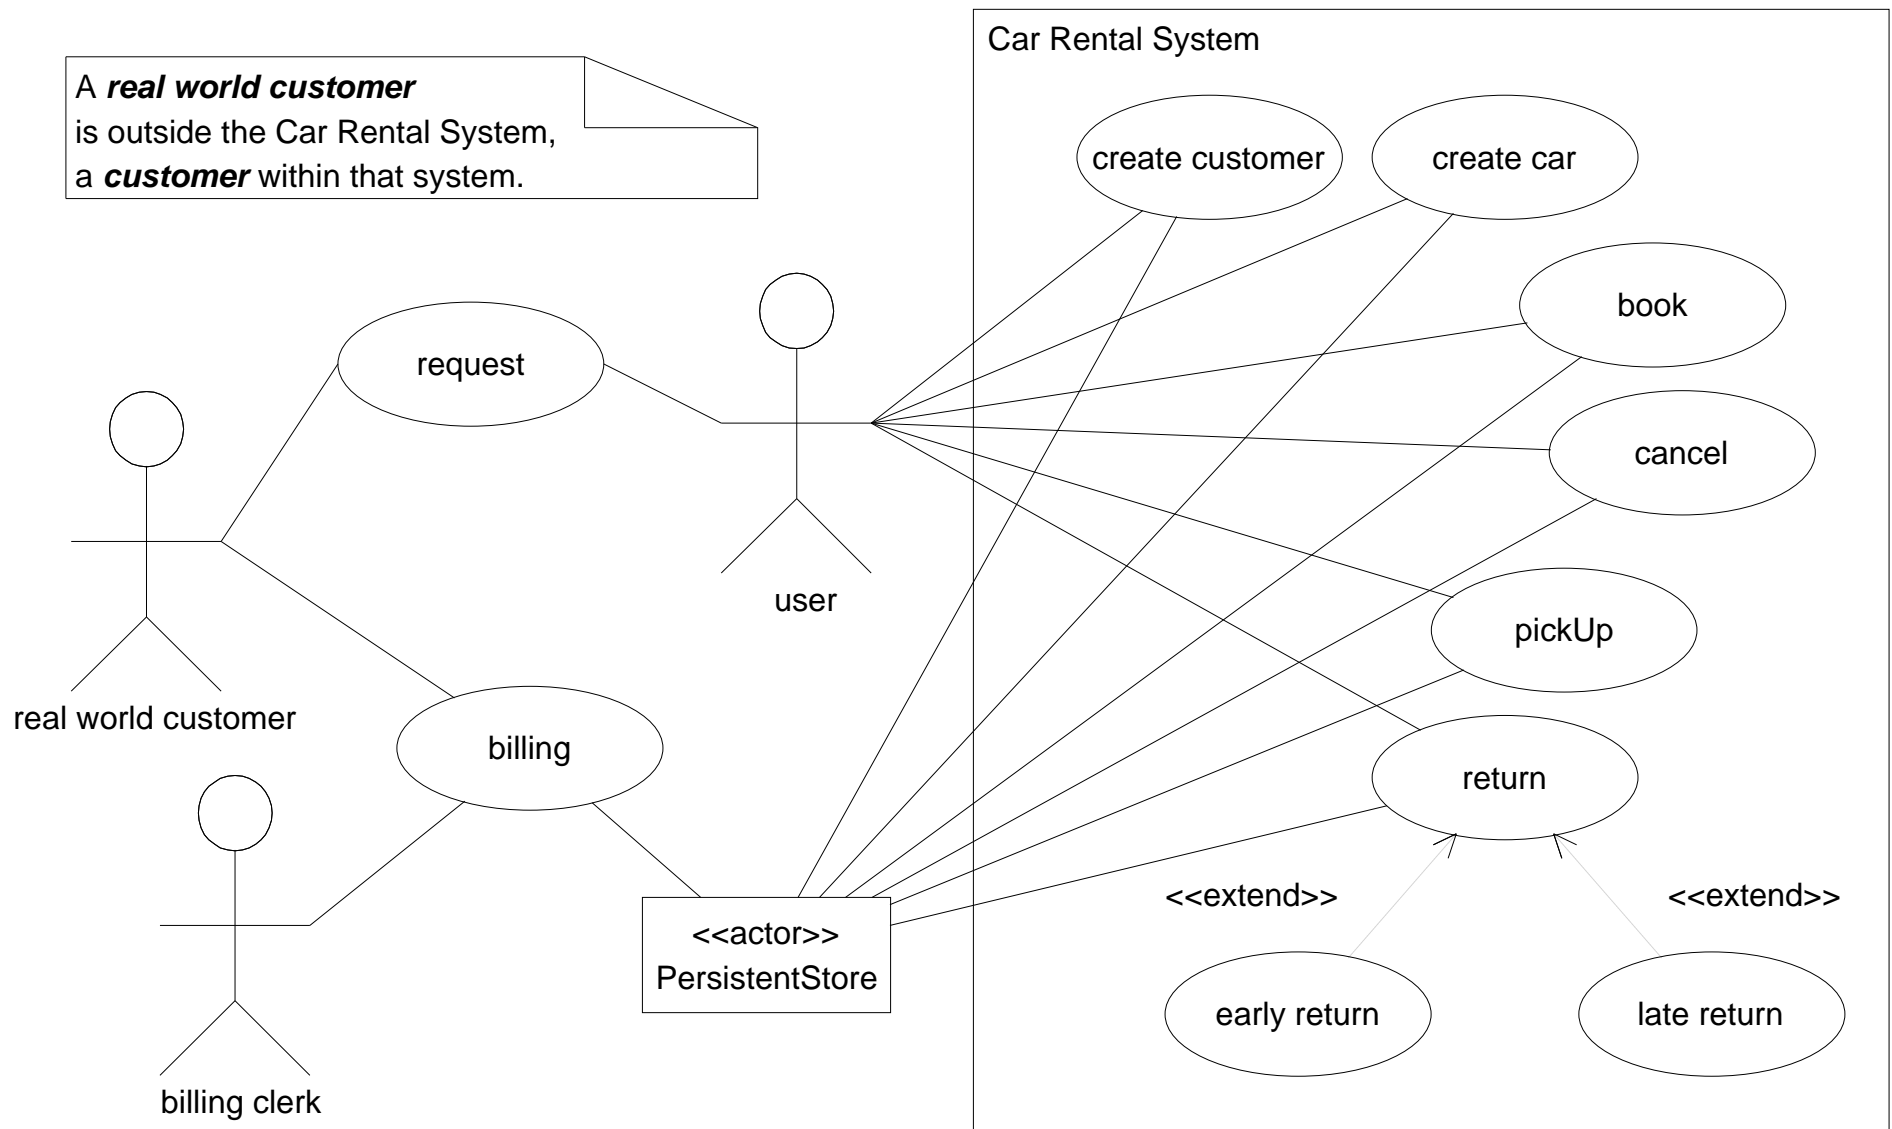 Car Rental System
A real world customer
is outside the Car Rental System,
a customer within that system.
create customer
create car
book
request
cancel
user
pickUp
real world customer
billing
return
<<extend>>
<<extend>>
<<actor>>
PersistentStore
early return
late return
billing clerk